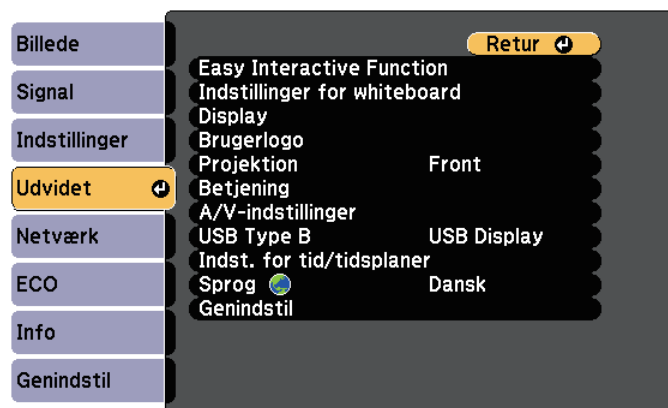 Billede
Signal
Indstillinger
Udvidet
Netværk
ECO
Info
Genindstil
Retur
Easy Interactive Function
Indstillinger for whiteboard
Display
Brugerlogo
Projektion Front
Betjening
A/V-indstillinger
USB Type B USB Display
Indst. for tid/tidsplaner
Sprog Dansk
Genindstil